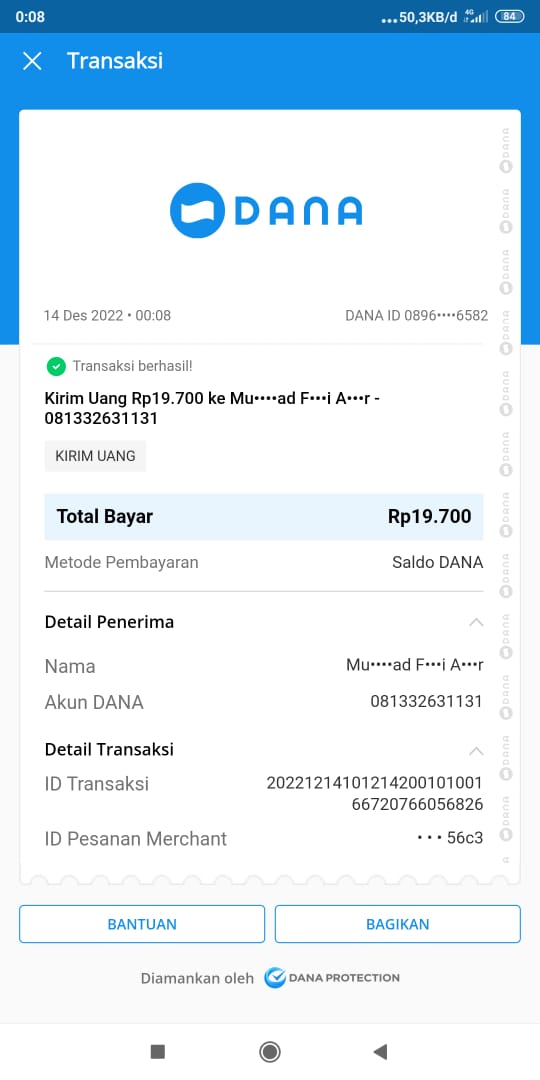 0:08
...50,3KB/d 4G 84
Transaksi
DANA
14 Des 2022 • 00:08
DANA ID 0896••••6582
Transaksi berhasil!
Kirim Uang Rp19.700 ke Mu••••ad F•••i A•••r -
081332631131
KIRIM UANG
Total Bayar Rp19.700
Metode Pembayaran Saldo DANA
Detail Penerima
Nama Mu••••ad F•••i A•••r
Akun DANA 081332631131
Detail Transaksi
ID Transaksi 20221214101214200101001
66720766056826
ID Pesanan Merchant • • • 56c3
BANTUAN
BAGIKAN
Diamankan oleh DANA PROTECTION